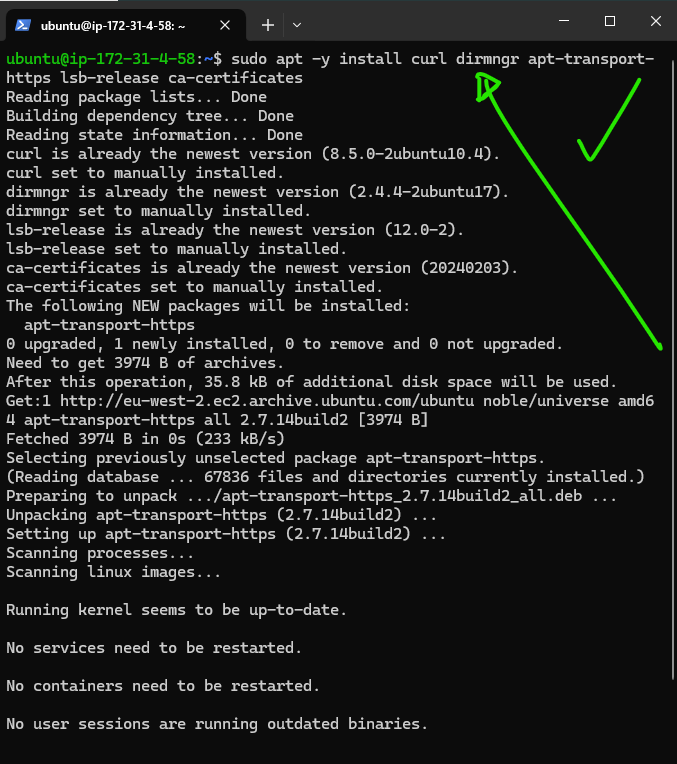 ubuntu@ip-172-31-4-58: ~
ubuntu@ip-172-31-4-58:~$ sudo apt -y install curl dirmngr apt-transport-
https lsb-release ca-certificates
Reading package lists... Done
Building dependency tree... Done
Reading state information... Done
curl is already the newest version (8.5.0-2ubuntu10.4).
curl set to manually installed.
dirmngr is already the newest version (2.4.4-2ubuntu17).
dirmngr set to manually installed.
lsb-release is already the newest version (12.0-2).
lsb-release set to manually installed.
ca-certificates is already the newest version (20240203).
ca-certificates set to manually installed.
The following NEW packages will be installed:
  apt-transport-https
0 upgraded, 1 newly installed, 0 to remove and 0 not upgraded.
Need to get 3974 B of archives.
After this operation, 35.8 kB of additional disk space will be used.
Get:1 http://eu-west-2.ec2.archive.ubuntu.com/ubuntu noble/universe amd6
4 apt-transport-https all 2.7.14build2 [3974 B]
Fetched 3974 B in 0s (233 kB/s)
Selecting previously unselected package apt-transport-https.
(Reading database ... 67836 files and directories currently installed.)
Preparing to unpack .../apt-transport-https_2.7.14build2_all.deb ...
Unpacking apt-transport-https (2.7.14build2) ...
Setting up apt-transport-https (2.7.14build2) ...
Scanning processes...
Scanning linux images...
Running kernel seems to be up-to-date.
No services need to be restarted.
No containers need to be restarted.
No user sessions are running outdated binaries.